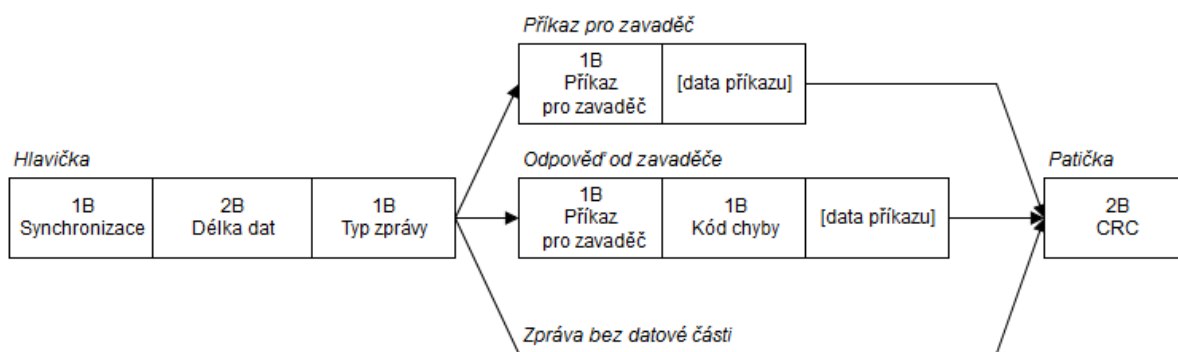 Příkaz pro zavaděč
1B
Příkaz
pro zavaděč
[data příkazu]
Hlavička
1B
Synchronizace
2B
Délka dat
1B
Typ zprávy
Odpověď od zavaděče
1B
Příkaz
pro zavaděč
1B
Kód chyby
[data příkazu]
Patička
2B
CRC
Zpráva bez datové části